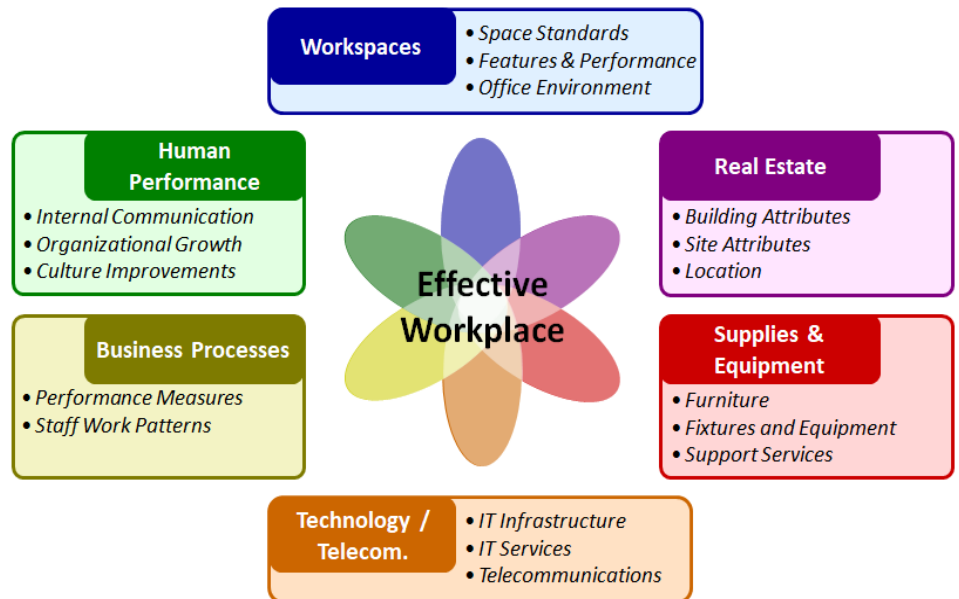 Workspaces
• Space Standards
• Features & Performance
• Office Environment
Human
Performance
• Internal Communication
• Organizational Growth
• Culture Improvements
Real Estate
• Building Attributes
• Site Attributes
• Location
Effective
Workplace
Business Processes
• Performance Measures
• Staff Work Patterns
Supplies &
Equipment
• Furniture
• Fixtures and Equipment
• Support Services
Technology /
Telecom.
• IT Infrastructure
• IT Services
• Telecommunications